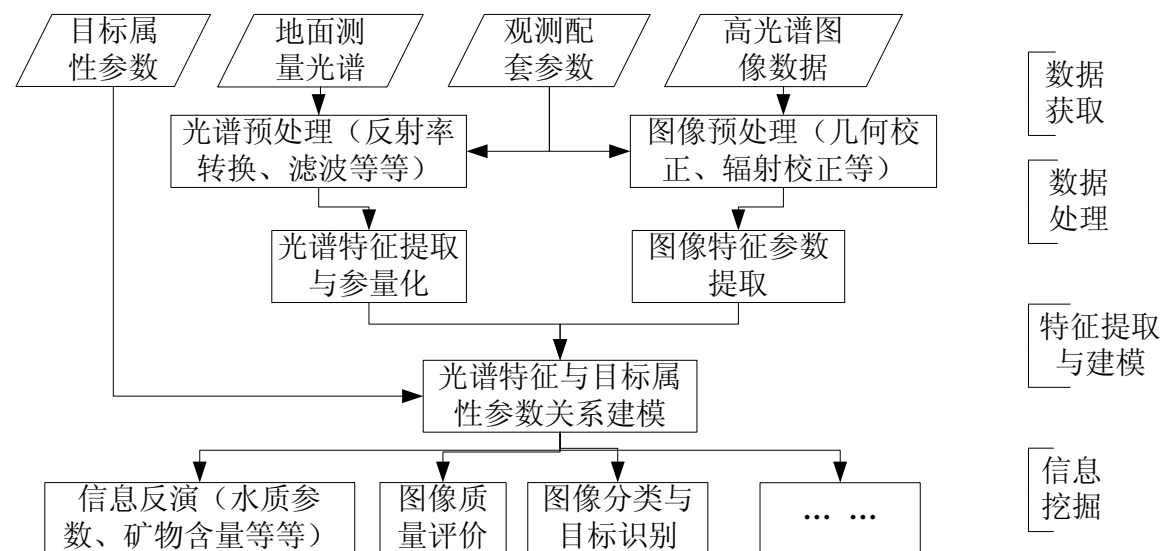 目标属
性参数
地面测
量光谱
观测配
套参数
高光谱图
像数据
数据
获取
光谱预处理（反射率
转换、滤波等等）
图像预处理（几何校
正、辐射校正等）
数据
处理
光谱特征提取
与参量化
图像特征参数
提取
特征提取
与建模
光谱特征与目标属
性参数关系建模
信息反演（水质参
数、矿物含量等等）
图像质
量评价
图像分类与
目标识别
… …
信息
挖掘